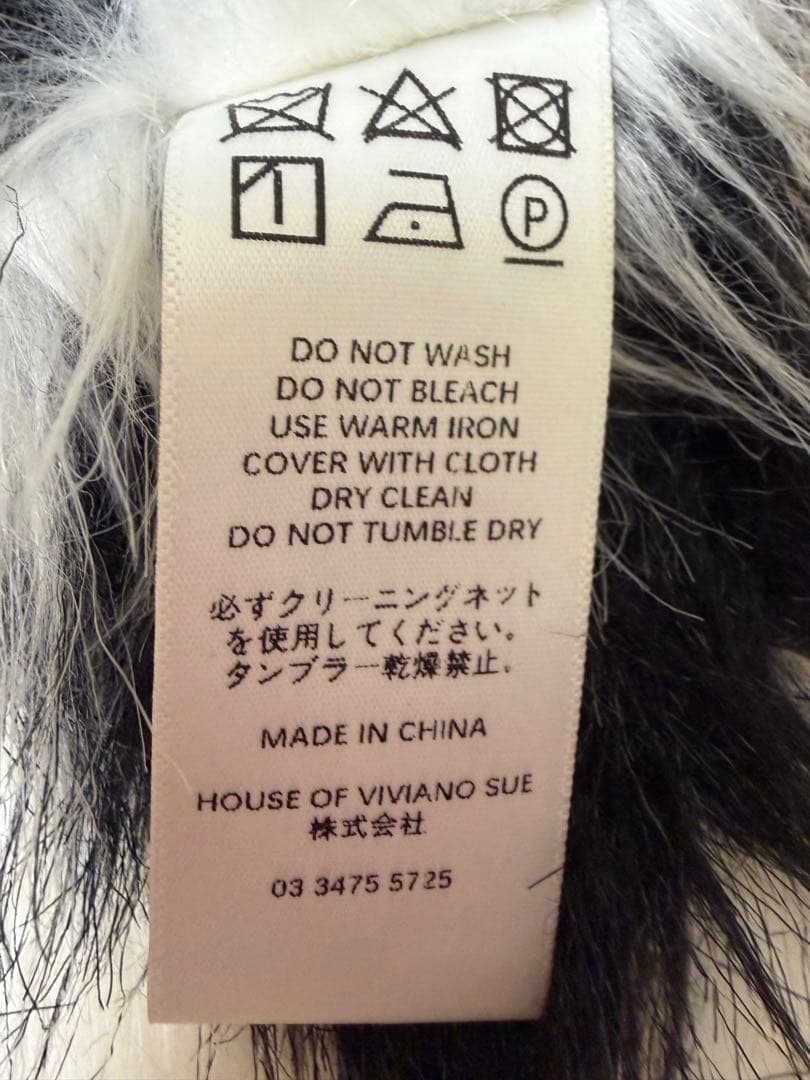 P
DO NOT WASH
DO NOT BLEACH
USE WARM IRON
COVER WITH CLOTH
DRY CLEAN
DO NOT TUMBLE DRY
必ずクリーニングネット
を使用してください。
タンブラー乾燥禁止.
MADE IN CHINA
HOUSE OF VIVIANO SUE
株式会社
03 3475 5725